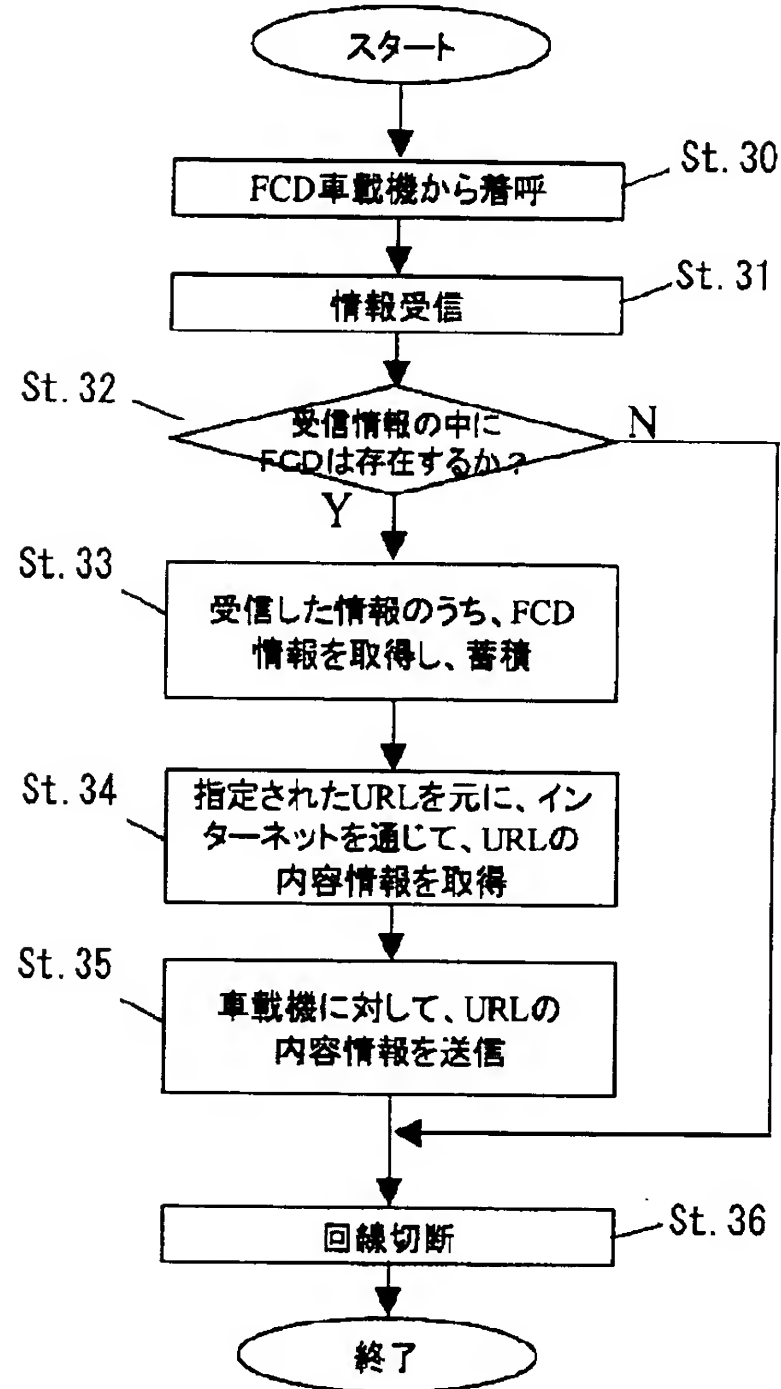 スタート
FCD車載機から着呼
St. 30
情報受信
St. 31
St. 32
受信情報の中に
FCDは存在するか？
N
Y
St. 33
受信した情報のうち、FCD
情報を取得し、蓄積
St. 34
指定されたURLを元に、イン
ターネットを通じて、URLの
内容情報を取得
St. 35
車載機に対して、URLの
内容情報を送信
回線切断
St. 36
終了